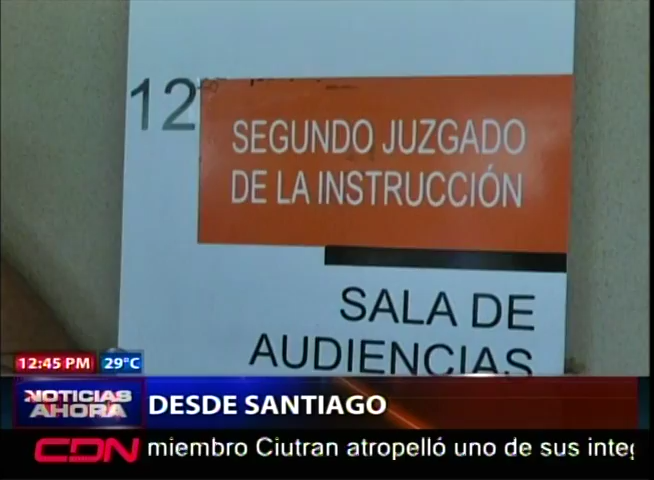 12
SEGUNDO JUZGADO
DE LA INSTRUCCIÓN
SALA DE
AUDIENCIAS
12:45 PM 29°C
NOTICIAS
AHORA
DESDE SANTIAGO
CDN miembro Ciutran atropelló uno de sus